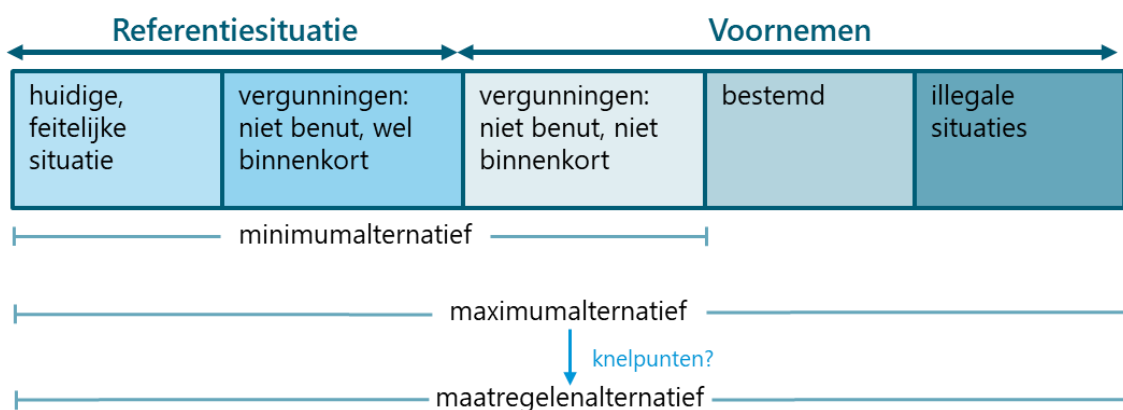 Referentiesituatie
Voornemen
huidige,
feitelijke
situatie
vergunningen:
niet benut, wel
binnenkort
vergunningen:
niet benut, niet
binnenkort
bestemd
illegale
situaties
minimumalternatief
maximumalternatief
knelpunten?
maatregelenalternatief